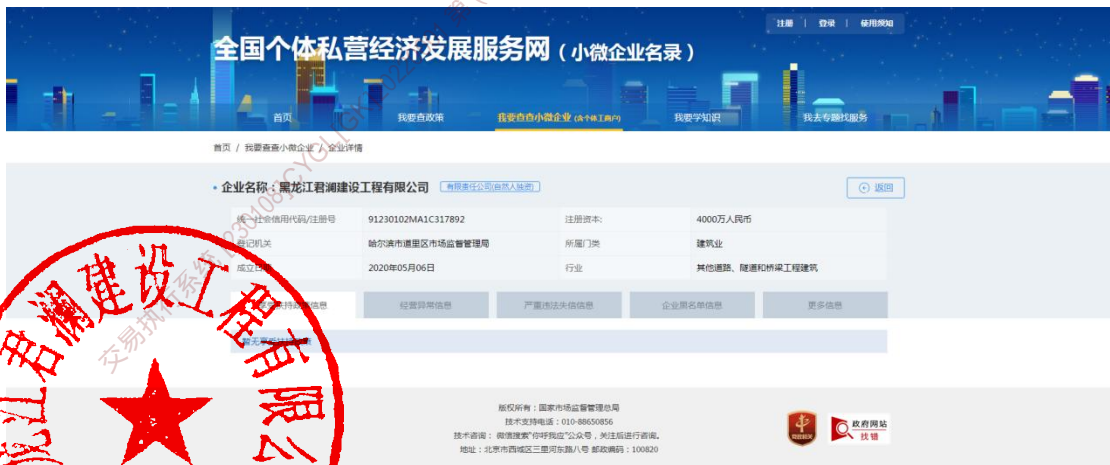 注册 | 登录 | 使用须知
全国个体私营经济发展服务网（小微企业名录）
首页 我要查政策 我要查查小微企业 (含个体工商户) 我要学知识 我去专题找服务
首页 / 我要查查小微企业 / 企业详情
企业名称：黑龙江君澜建设工程有限公司 有限责任公司(自然人独资) 返回
统一社会信用代码/注册号 91230102MA1C317892 注册资本: 4000万人民币
登记机关 哈尔滨市道里区市场监督管理局 所属门类 建筑业
成立日期 2020年05月06日 行业 其他道路、隧道和桥梁工程建筑
经营异常信息 严重违法失信信息 企业黑名单信息 更多信息
版权所有：国家市场监督管理总局
技术支持电话：010-88650856
技术咨询：微信搜索"你呼我应"公众号，关注后进行咨询。
地址：北京市西城区三里河东路八号 邮政编码：100820
政府网站
找错
江君澜建设工程有限公
交易执行系统